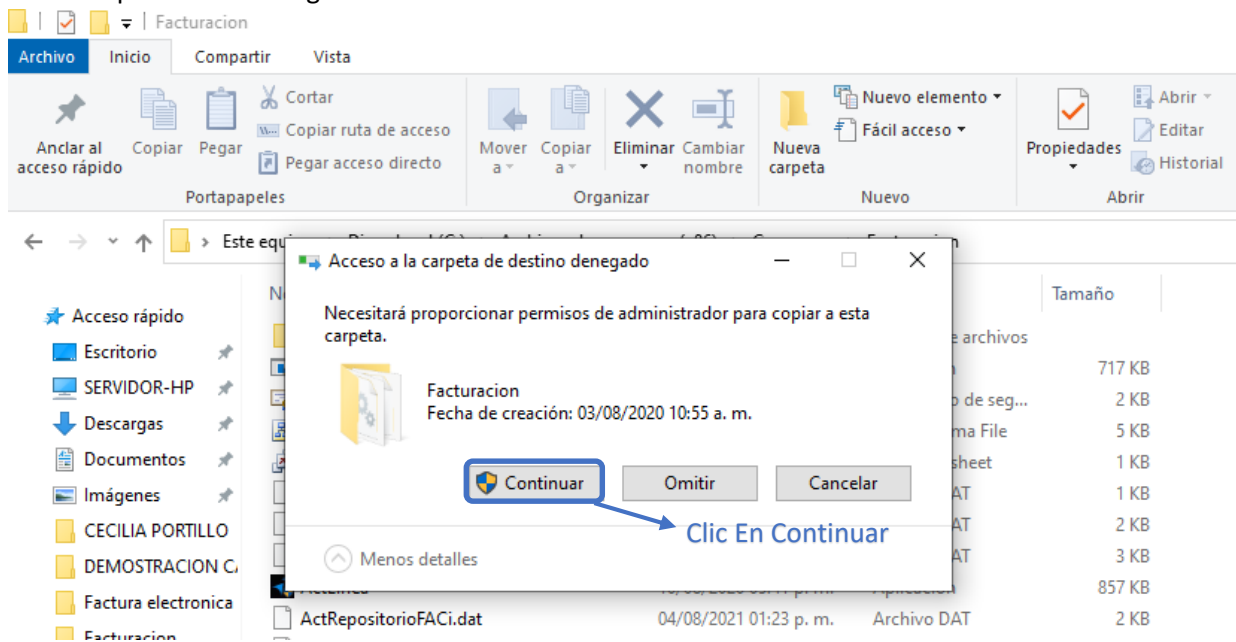 Facturacion
Archivo Inicio Compartir Vista
Anclar al acceso rápido
Copiar
Pegar
Cortar
Copiar ruta de acceso
Pegar acceso directo
Portapapeles
Mover a
Copiar a
Eliminar
Cambiar nombre
Organizar
Nueva carpeta
Nuevo elemento
Fácil acceso
Nuevo
Propiedades
Abrir
Editar
Historial
Abrir
Este
Acceso a la carpeta de destino denegado
Necesitará proporcionar permisos de administrador para copiar a esta
carpeta.
Facturacion
Fecha de creación: 03/08/2020 10:55 a. m.
Continuar Omitir Cancelar
Clic En Continuar
Menos detalles
Tamaño
Acceso rápido
Escritorio
SERVIDOR-HP
Descargas
Documentos
Imágenes
CECILIA PORTILLO
DEMOSTRACION
Factura electronica
Facturacion
e archivos
717 KB
de seg... 2 KB
ma File 5 KB
sheet 1 KB
AT 1 KB
AT 2 KB
AT 3 KB
857 KB
ActRepositorioFACi.dat 04/08/2021 01:23 p. m. Archivo DAT 2 KB